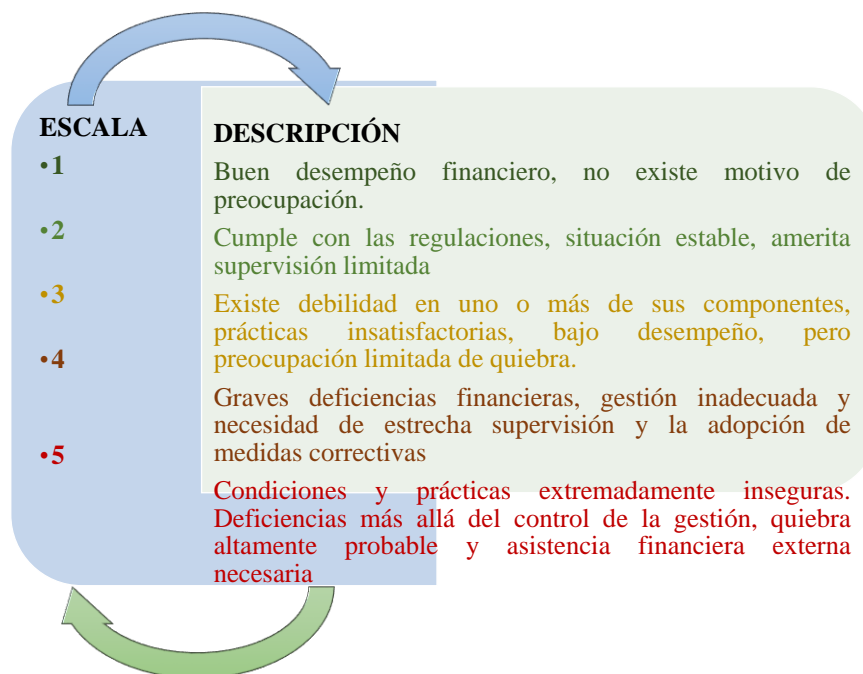 ESCALA
•1
•2
•3
•4
•5
DESCRIPCIÓN
Buen desempeño financiero, no existe motivo de
preocupación.
Cumple con las regulaciones, situación estable, amerita
supervisión limitada
Existe debilidad en uno o más de sus componentes,
prácticas insatisfactorias, bajo desempeño, pero
preocupación limitada de quiebra.
Graves deficiencias financieras, gestión inadecuada y
necesidad de estrecha supervisión y la adopción de
medidas correctivas
Condiciones y prácticas extremadamente inseguras.
Deficiencias más allá del control de la gestión, quiebra
altamente probable y asistencia financiera externa
necesaria